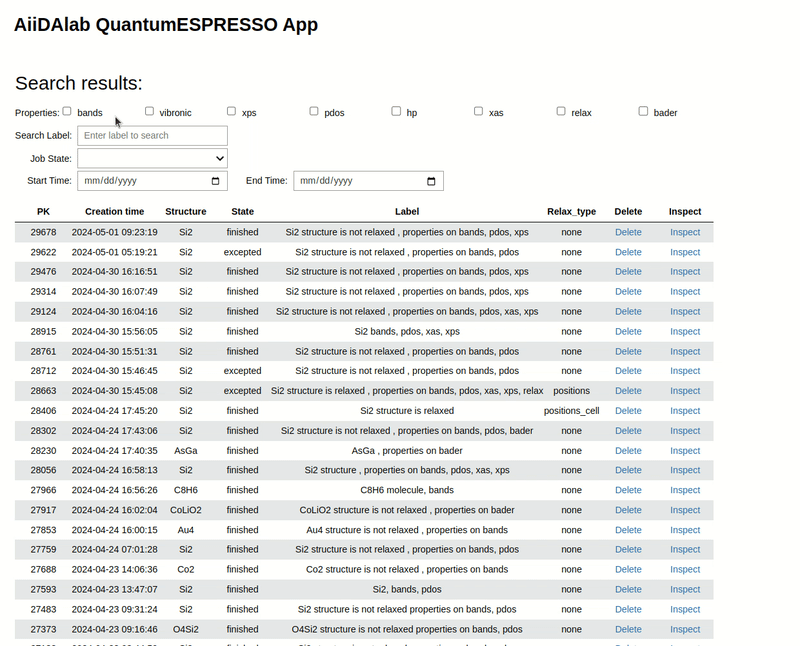 AiiDAlab QuantumESPRESSO App
Search results:
Properties: bands vibronic xps pdos hp xas relax bader
Search Label: Enter label to search
Job State:
Start Time: mm/dd/yyyy End Time: mm/dd/yyyy
PK Creation time Structure State Label Relax_type Delete Inspect
29678 2024-05-01 09:23:19 Si2 finished Si2 structure is not relaxed , properties on bands, pdos, xps none Delete Inspect
29622 2024-05-01 05:19:21 Si2 excepted Si2 structure is not relaxed , properties on bands, pdos none Delete Inspect
29476 2024-04-30 16:16:51 Si2 finished Si2 structure is not relaxed , properties on bands, pdos, xps none Delete Inspect
29314 2024-04-30 16:07:49 Si2 finished Si2 structure is not relaxed , properties on bands, pdos, xps none Delete Inspect
29124 2024-04-30 16:04:16 Si2 finished Si2 structure is not relaxed , properties on bands, pdos, xas, xps none Delete Inspect
28915 2024-04-30 15:56:05 Si2 finished Si2 bands, pdos, xas, xps none Delete Inspect
28761 2024-04-30 15:51:31 Si2 finished Si2 structure is not relaxed , properties on bands, pdos none Delete Inspect
28712 2024-04-30 15:46:45 Si2 excepted Si2 structure is not relaxed , properties on bands, pdos none Delete Inspect
28663 2024-04-30 15:45:08 Si2 excepted Si2 structure is relaxed , properties on bands, pdos, xas, xps, relax positions Delete Inspect
28406 2024-04-24 17:45:20 Si2 finished Si2 structure is relaxed positions_cell Delete Inspect
28302 2024-04-24 17:43:06 Si2 finished Si2 structure is not relaxed , properties on bands, pdos, bader none Delete Inspect
28230 2024-04-24 17:40:35 AsGa finished AsGa , properties on bader none Delete Inspect
28056 2024-04-24 16:58:13 Si2 finished Si2 structure , properties on bands, pdos, xas, xps none Delete Inspect
27966 2024-04-24 16:56:26 C8H6 finished C8H6 molecule, bands none Delete Inspect
27917 2024-04-24 16:02:04 CoLiO2 finished CoLiO2 structure is not relaxed , properties on bader none Delete Inspect
27853 2024-04-24 16:00:15 Au4 finished Au4 structure is not relaxed , properties on bands none Delete Inspect
27759 2024-04-24 07:01:28 Si2 finished Si2 structure is not relaxed , properties on bands, pdos none Delete Inspect
27688 2024-04-23 14:06:36 Co2 finished Co2 structure is not relaxed , properties on bands none Delete Inspect
27593 2024-04-23 13:47:07 Si2 finished Si2, bands, pdos none Delete Inspect
27483 2024-04-23 09:31:24 Si2 finished Si2 structure is not relaxed properties on bands, pdos none Delete Inspect
27373 2024-04-23 09:16:46 O4Si2 finished O4Si2 structure is not relaxed properties on bands, pdos none Delete Inspect